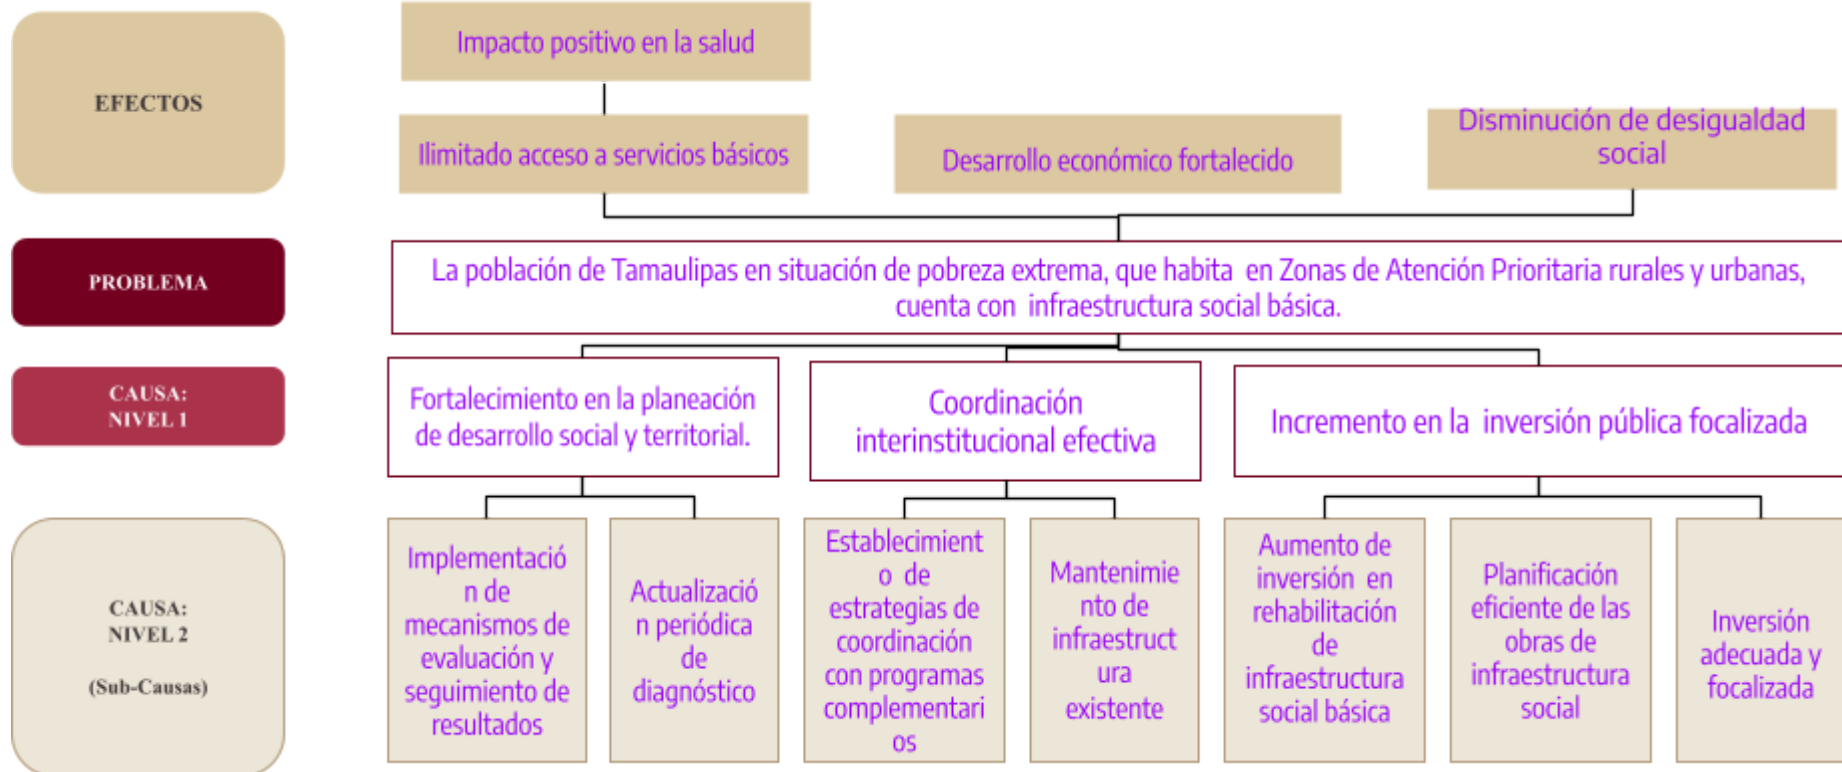 EFECTOS
Impacto positivo en la salud
Ilimitado acceso a servicios básicos
Desarrollo económico fortalecido
Disminución de desigualdad
social
PROBLEMA
La población de Tamaulipas en situación de pobreza extrema, que habita en Zonas de Atención Prioritaria rurales y urbanas,
cuenta con infraestructura social básica.
CAUSA:
NIVEL 1
Fortalecimiento en la planeación
de desarrollo social y territorial.
Coordinación
interinstitucional efectiva
Incremento en la inversión pública focalizada
CAUSA:
NIVEL 2
(Sub-Causas)
Implementació
n de
mecanismos de
evaluación y
seguimiento de
resultados
Actualizació
n periódica
de
diagnóstico
Establecimient
o de
estrategias de
coordinación
con programas
complementari
os
Mantenimie
nto de
infraestruct
ura
existente
Aumento de
inversión en
rehabilitación
de
infraestructura
social básica
Planificación
eficiente de las
obras de
infraestructura
social
Inversión
adecuada y
focalizada